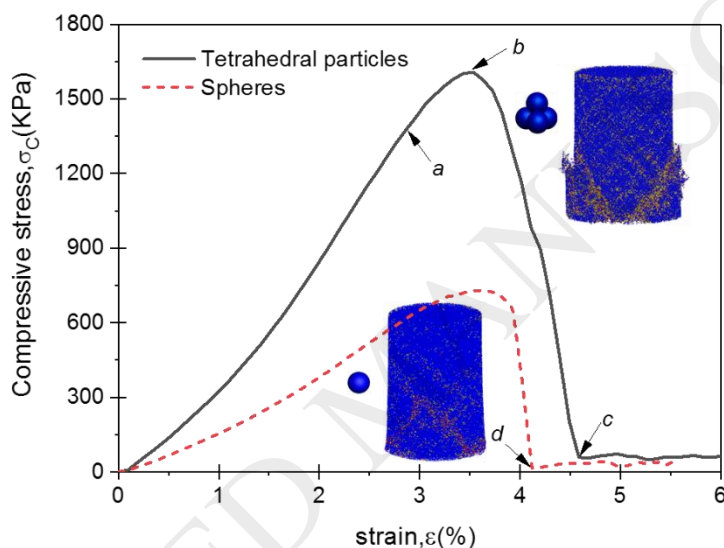 1800
1500
1200
900
600
300
0
Compressive stress,σC(KPa)
Tetrahedral particles
Spheres
b
a
d
c
0
1
2
3
4
5
6
strain,ε(%)